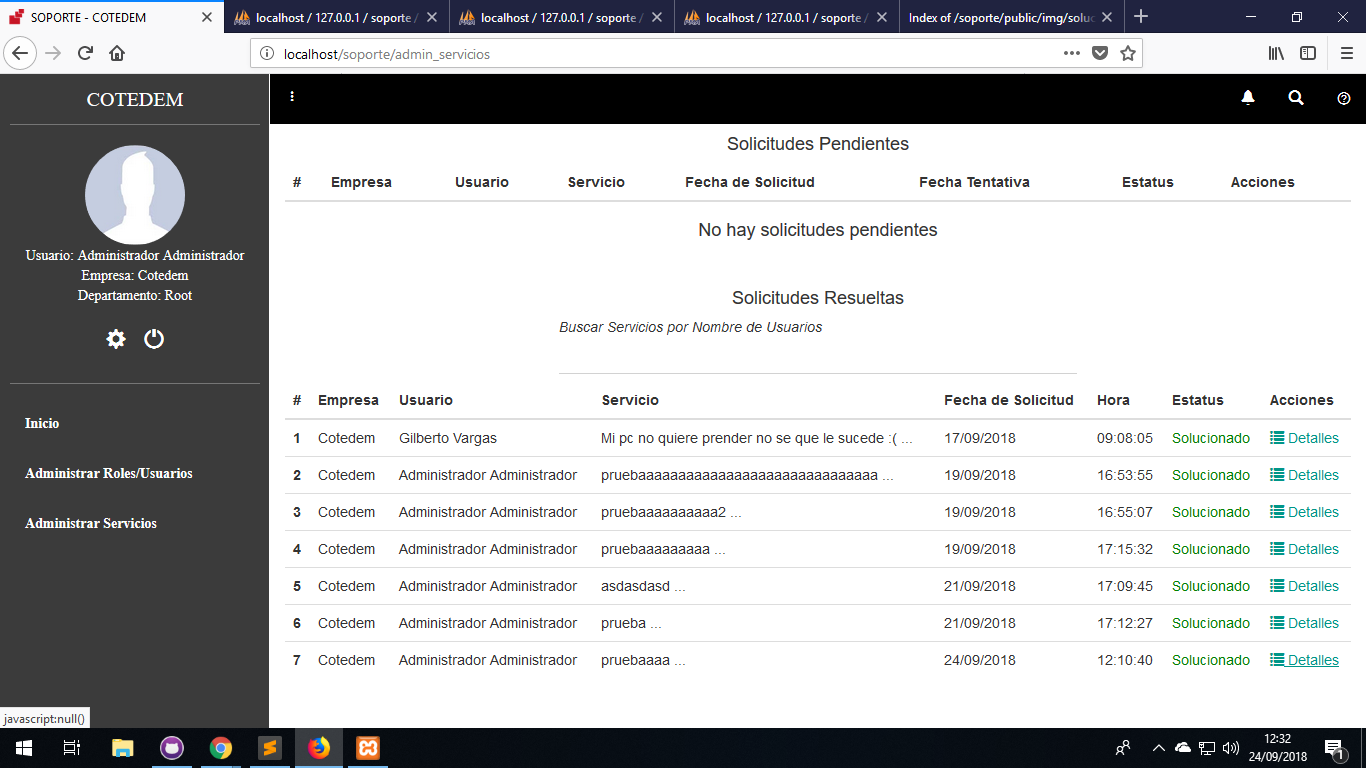 SOPORTE - COTEDEM
localhost / 127.0.0.1 / soporte /
localhost / 127.0.0.1 / soporte /
localhost / 127.0.0.1 / soporte /
Index of /soporte/public/img/soluc
localhost/soporte/admin_servicios
COTEDEM
Usuario: Administrador Administrador
Empresa: Cotedem
Departamento: Root
Inicio
Administrar Roles/Usuarios
Administrar Servicios
Solicitudes Pendientes
# Empresa Usuario Servicio Fecha de Solicitud Fecha Tentativa Estatus Acciones
No hay solicitudes pendientes
Solicitudes Resueltas
Buscar Servicios por Nombre de Usuarios
# Empresa Usuario Servicio Fecha de Solicitud Hora Estatus Acciones
1 Cotedem Gilberto Vargas Mi pc no quiere prender no se que le sucede :( ... 17/09/2018 09:08:05 Solucionado Detalles
2 Cotedem Administrador Administrador pruebaaaaaaaaaaaaaaaaaaaaaaaaaaaaaa ... 19/09/2018 16:53:55 Solucionado Detalles
3 Cotedem Administrador Administrador pruebaaaaaaaaaa2 ... 19/09/2018 16:55:07 Solucionado Detalles
4 Cotedem Administrador Administrador pruebaaaaaaaaa ... 19/09/2018 17:15:32 Solucionado Detalles
5 Cotedem Administrador Administrador asdasdasd ... 21/09/2018 17:09:45 Solucionado Detalles
6 Cotedem Administrador Administrador prueba ... 21/09/2018 17:12:27 Solucionado Detalles
7 Cotedem Administrador Administrador pruebaaaa ... 24/09/2018 12:10:40 Solucionado Detalles
javascript:null()
12:32
24/09/2018
1